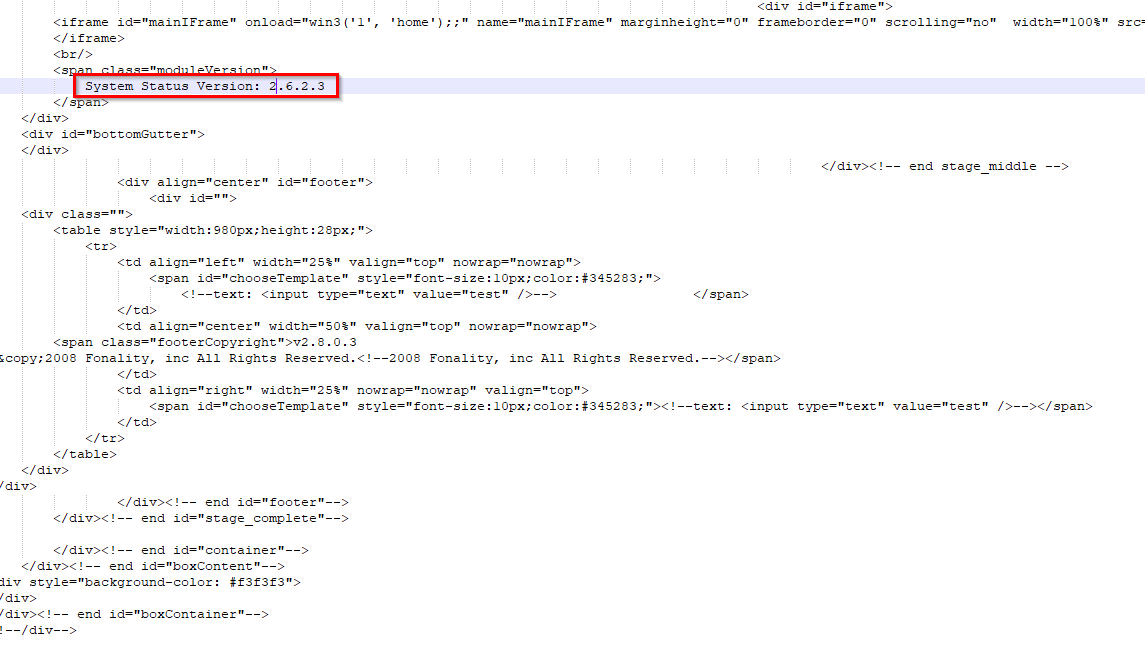 <div id="iframe">
<iframe id="mainIFrame" onload="win3('1', 'home');;" name="mainIFrame" marginheight="0" frameborder="0" scrolling="no"  width="100%" src=
</iframe>
<br/>
<span class="moduleVersion">
System Status Version: 2.6.2.3
</span>
</div>
<div id="bottomGutter">
</div>
</div><!-- end stage_middle -->
<div align="center" id="footer">
<div id="">
<div class="">
<table style="width:980px;height:28px;">
<tr>
<td align="left" width="25%" valign="top" nowrap="nowrap">
<span id="chooseTemplate" style="font-size:10px;color:#345283;">
<!--text: <input type="text" value="test" />-->                 </span>
</td>
<td align="center" width="50%" valign="top" nowrap="nowrap">
<span class="footerCopyright">v2.8.0.3
&copy;2008 Fonality, inc All Rights Reserved.<!--2008 Fonality, inc All Rights Reserved.--></span>
</td>
<td align="right" width="25%" nowrap="nowrap" valign="top">
<span id="chooseTemplate" style="font-size:10px;color:#345283;"><!--text: <input type="text" value="test" />--></span>
</td>
</tr>
</table>
</div>
/div>
</div><!-- end id="footer"-->
</div><!-- end id="stage_complete"-->
</div><!-- end id="container"-->
</div><!-- end id="boxContent"-->
div style="background-color: #f3f3f3">
/div>
/div><!-- end id="boxContainer"-->
!--/div-->